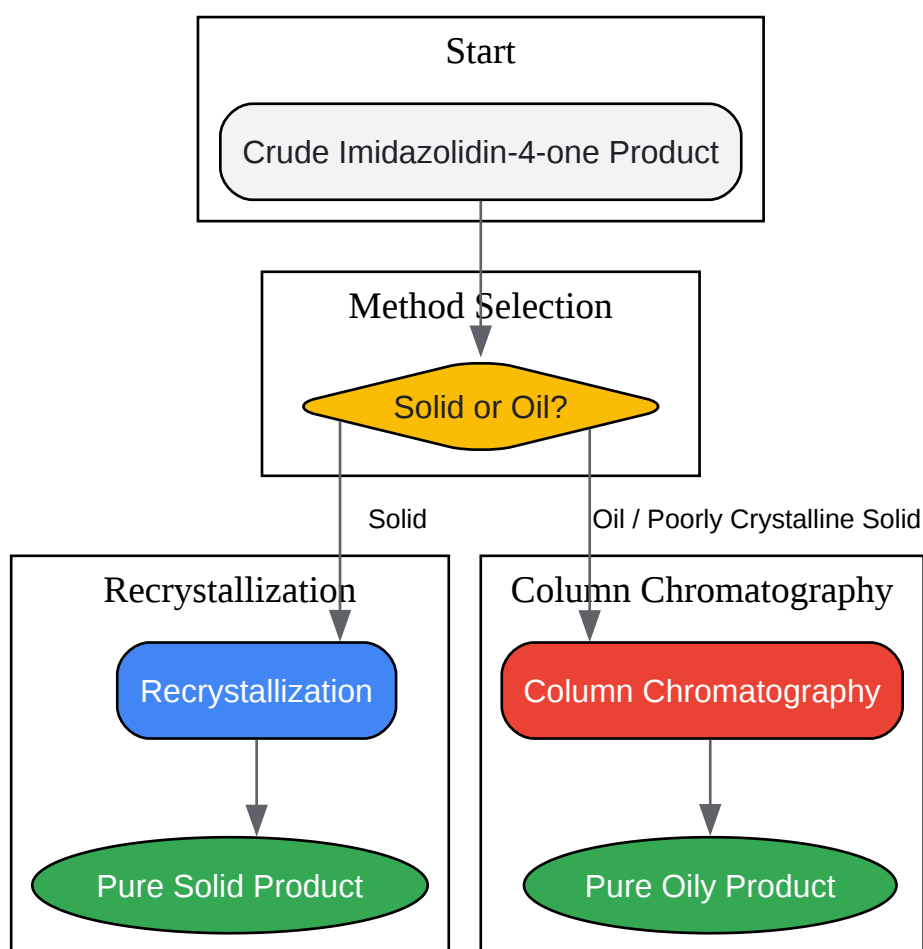 Start
Crude Imidazolidin-4-one Product
Method Selection
Solid or Oil?
Solid
Oil / Poorly Crystalline Solid
Recrystallization
Column Chromatography
Recrystallization
Column Chromatography
Pure Solid Product
Pure Oily Product